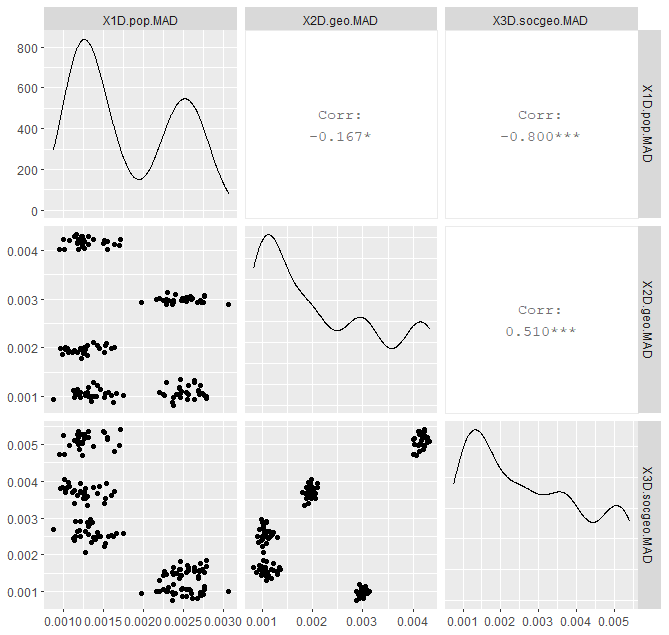 X1D.pop.MAD X2D.geo.MAD X3D.socgeo.MAD
800
600
400
200
0
Corr:
-0.167*
Corr:
-0.800***
X1D.pop.MAD
0.004
0.003
0.002
0.001
Corr:
0.510***
X2D.geo.MAD
0.005
0.004
0.003
0.002
0.001
X3D.socgeo.MAD
0.0010 0.0015 0.0020 0.0025 0.0030 0.001 0.002 0.003 0.004 0.001 0.002 0.003 0.004 0.005